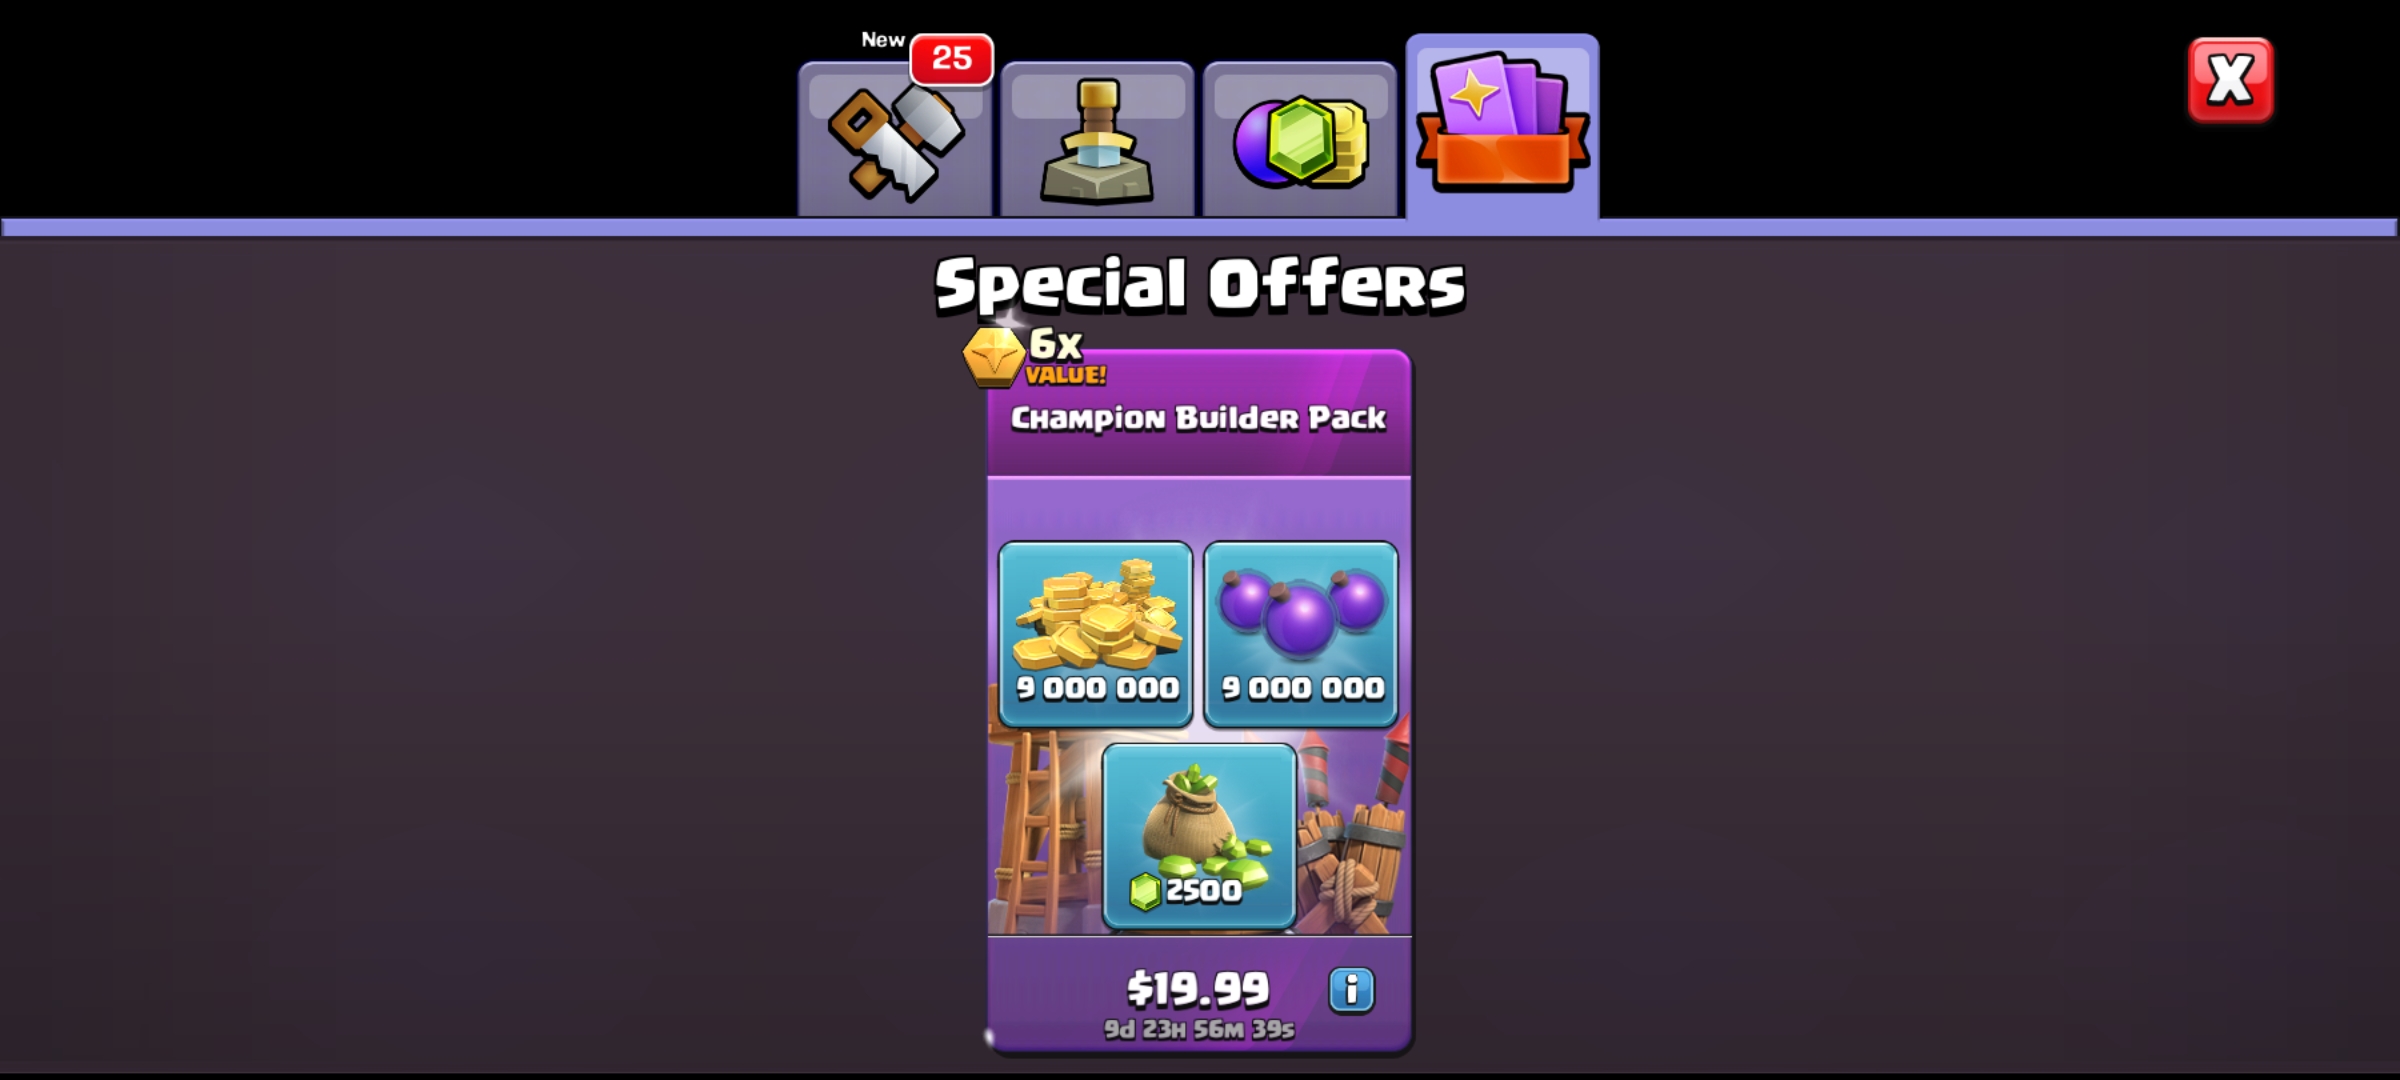 New
25
X
Special Offers
6x
VALUE!
Champion Builder Pack
9 000 000
9 000 000
2500
$19.99
i
9d 23H 56M 39s